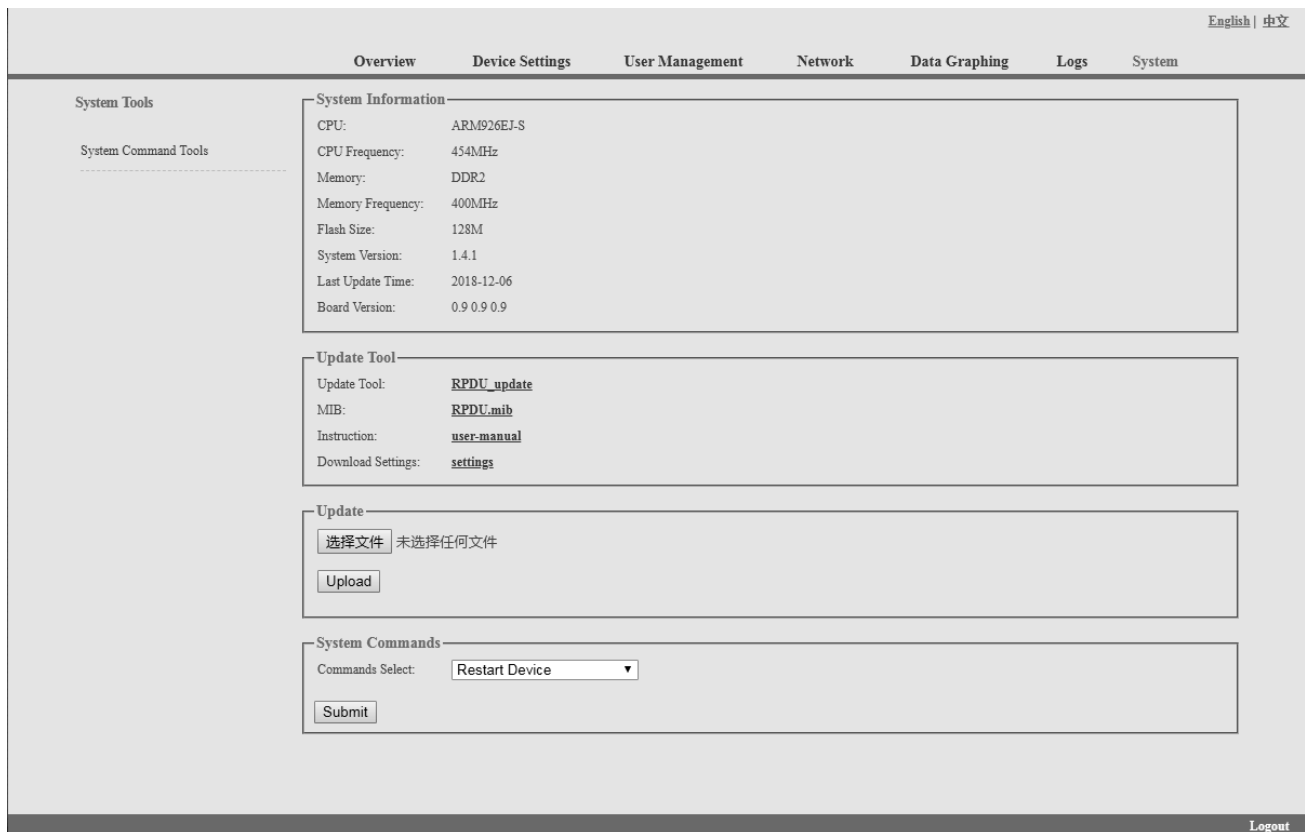 English | 中文
Overview Device Settings User Management Network Data Graphing Logs System
System Tools
System Command Tools
System Information
CPU: ARM926EJ-S
CPU Frequency: 454MHz
Memory: DDR2
Memory Frequency: 400MHz
Flash Size: 128M
System Version: 1.4.1
Last Update Time: 2018-12-06
Board Version: 0.9 0.9 0.9
Update Tool
Update Tool: RPDU_update
MIB: RPDU.mib
Instruction: user-manual
Download Settings: settings
Update
选择文件 未选择任何文件
Upload
System Commands
Commands Select: Restart Device
Submit
Logout